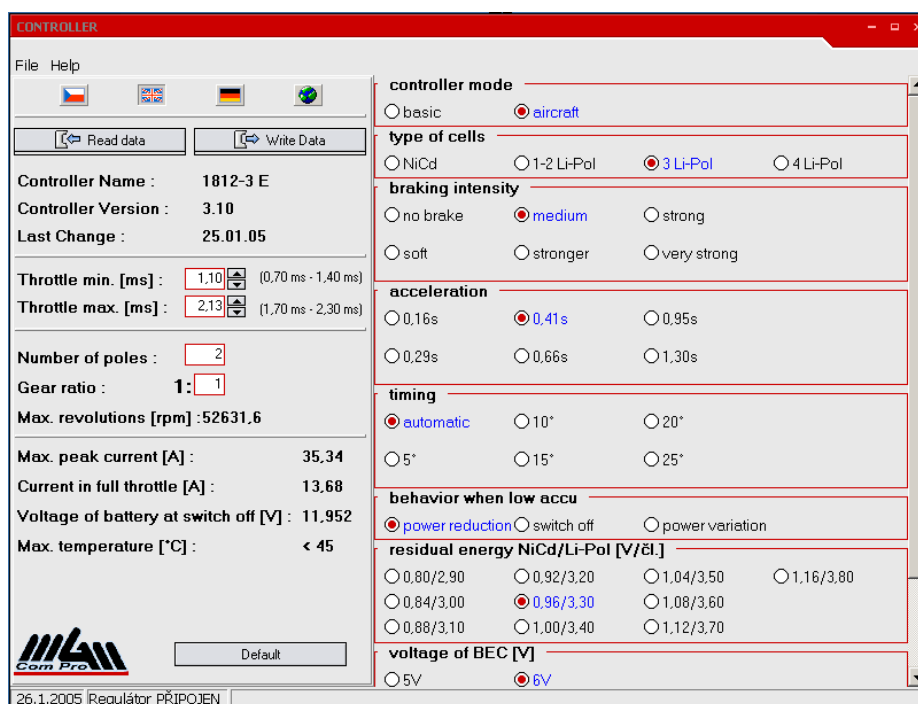 CONTROLLER
File Help
Read data Write Data
Controller Name : 1812-3 E
Controller Version : 3.10
Last Change : 25.01.05
Throttle min. [ms] : 1,10 (0,70 ms - 1,40 ms)
Throttle max. [ms] : 2,13 (1,70 ms - 2,30 ms)
Number of poles : 2
Gear ratio : 1: 1
Max. revolutions [rpm] :52631,6
Max. peak current [A] : 35,34
Current in full throttle [A] : 13,68
Voltage of battery at switch off [V] : 11,952
Max. temperature [°C] : < 45
MGM
Com Pro
Default
controller mode
basic aircraft
type of cells
NiCd 1-2 Li-Pol 3 Li-Pol 4 Li-Pol
braking intensity
no brake medium strong
soft stronger very strong
acceleration
0,16s 0,41s 0,95s
0,29s 0,66s 1,30s
timing
automatic 10° 20°
5° 15° 25°
behavior when low accu
power reduction switch off power variation
residual energy NiCd/Li-Pol [V/čl.]
0,80/2,90 0,92/3,20 1,04/3,50 1,16/3,80
0,84/3,00 0,96/3,30 1,08/3,60
0,88/3,10 1,00/3,40 1,12/3,70
voltage of BEC [V]
5V 6V
26.1.2005 Regulátor PŘIPOJEN